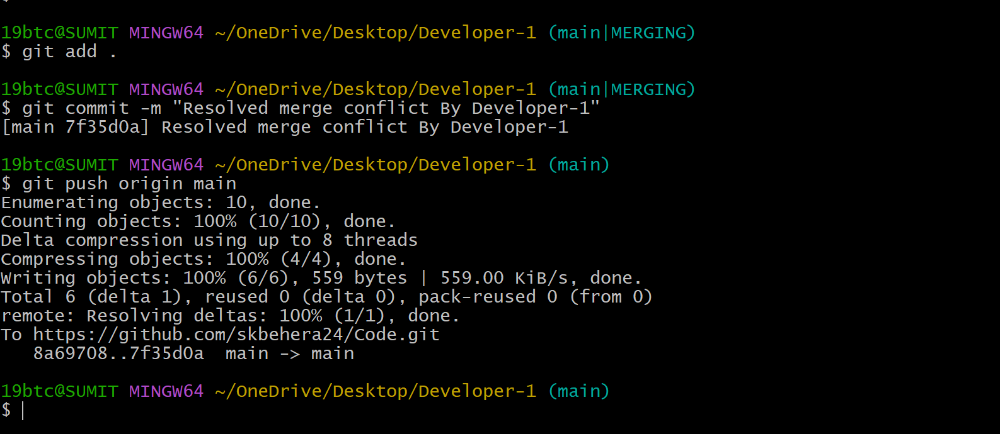 19btc@SUMIT MINGW64 ~/OneDrive/Desktop/Developer-1 (main|MERGING)
$ git add .
19btc@SUMIT MINGW64 ~/OneDrive/Desktop/Developer-1 (main|MERGING)
$ git commit -m "Resolved merge conflict By Developer-1"
[main 7f35d0a] Resolved merge conflict By Developer-1
19btc@SUMIT MINGW64 ~/OneDrive/Desktop/Developer-1 (main)
$ git push origin main
Enumerating objects: 10, done.
Counting objects: 100% (10/10), done.
Delta compression using up to 8 threads
Compressing objects: 100% (4/4), done.
Writing objects: 100% (6/6), 559 bytes | 559.00 KiB/s, done.
Total 6 (delta 1), reused 0 (delta 0), pack-reused 0 (from 0)
remote: Resolving deltas: 100% (1/1), done.
To https://github.com/skbehera24/Code.git
   8a69708..7f35d0a  main -> main
19btc@SUMIT MINGW64 ~/OneDrive/Desktop/Developer-1 (main)
$